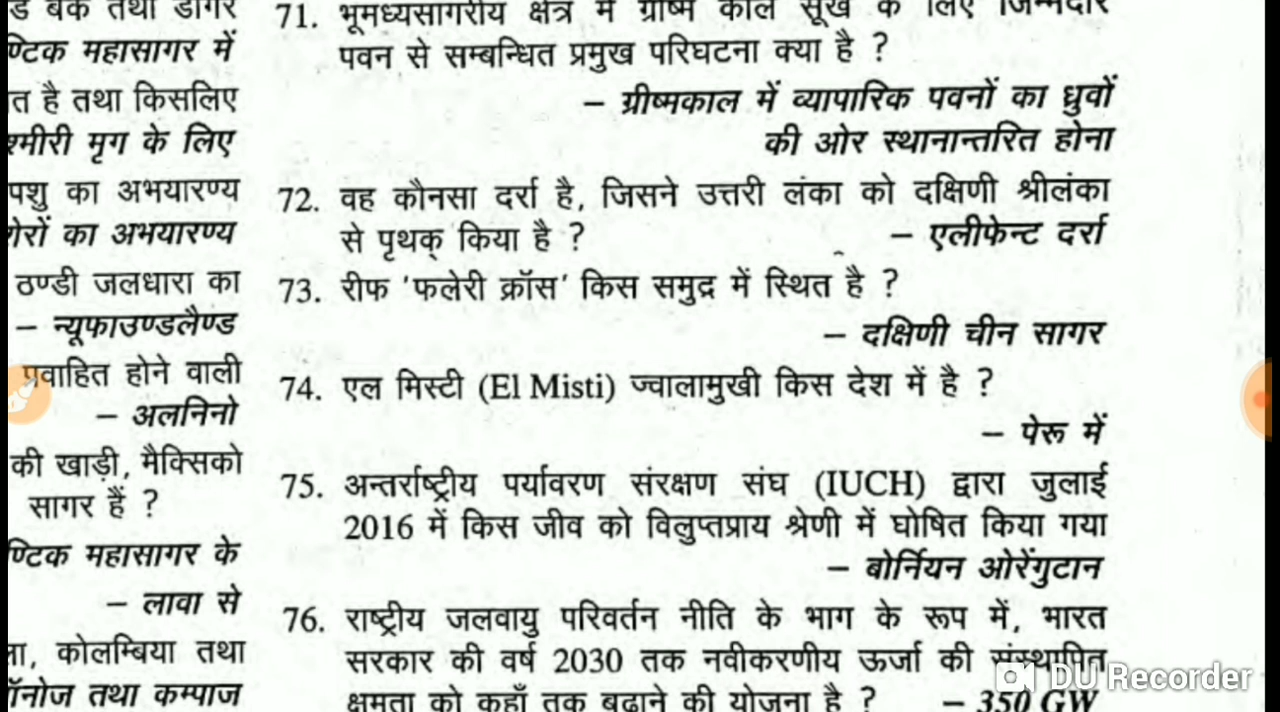 ड बैंक तथा डॉगर
ण्टिक महासागर में
त है तथा किसलिए
श्मीरी मृग के लिए
पशु का अभयारण्य
शेरों का अभयारण्य
ठण्डी जलधारा का
– न्यूफाउण्डलैण्ड
प्रवाहित होने वाली
– अलनिनो
की खाड़ी, मैक्सिको
सागर हैं ?
ण्टिक महासागर के
– लावा से
ना, कोलम्बिया तथा
ॉनोज तथा कम्पाज
71. भूमध्यसागरीय क्षेत्र में ग्रीष्म काल सूखे के लिए जिम्मेदार
पवन से सम्बन्धित प्रमुख परिघटना क्या है ?
– ग्रीष्मकाल में व्यापारिक पवनों का ध्रुवों
की ओर स्थानान्तरित होना
72. वह कौनसा दर्रा है, जिसने उत्तरी लंका को दक्षिणी श्रीलंका
से पृथक् किया है ?
– एलीफेन्ट दर्रा
73. रीफ 'फलेरी क्रॉस' किस समुद्र में स्थित है ?
– दक्षिणी चीन सागर
74. एल मिस्टी (El Misti) ज्वालामुखी किस देश में है ?
– पेरू में
75. अन्तर्राष्ट्रीय पर्यावरण संरक्षण संघ (IUCH) द्वारा जुलाई
2016 में किस जीव को विलुप्तप्राय श्रेणी में घोषित किया गया
– बोर्नियन ओरेंगुटान
76. राष्ट्रीय जलवायु परिवर्तन नीति के भाग के रूप में, भारत
सरकार की वर्ष 2030 तक नवीकरणीय ऊर्जा की संस्थापित
क्षमता को कहाँ तक बढ़ाने की योजना है ? – 350 GW
DU Recorder